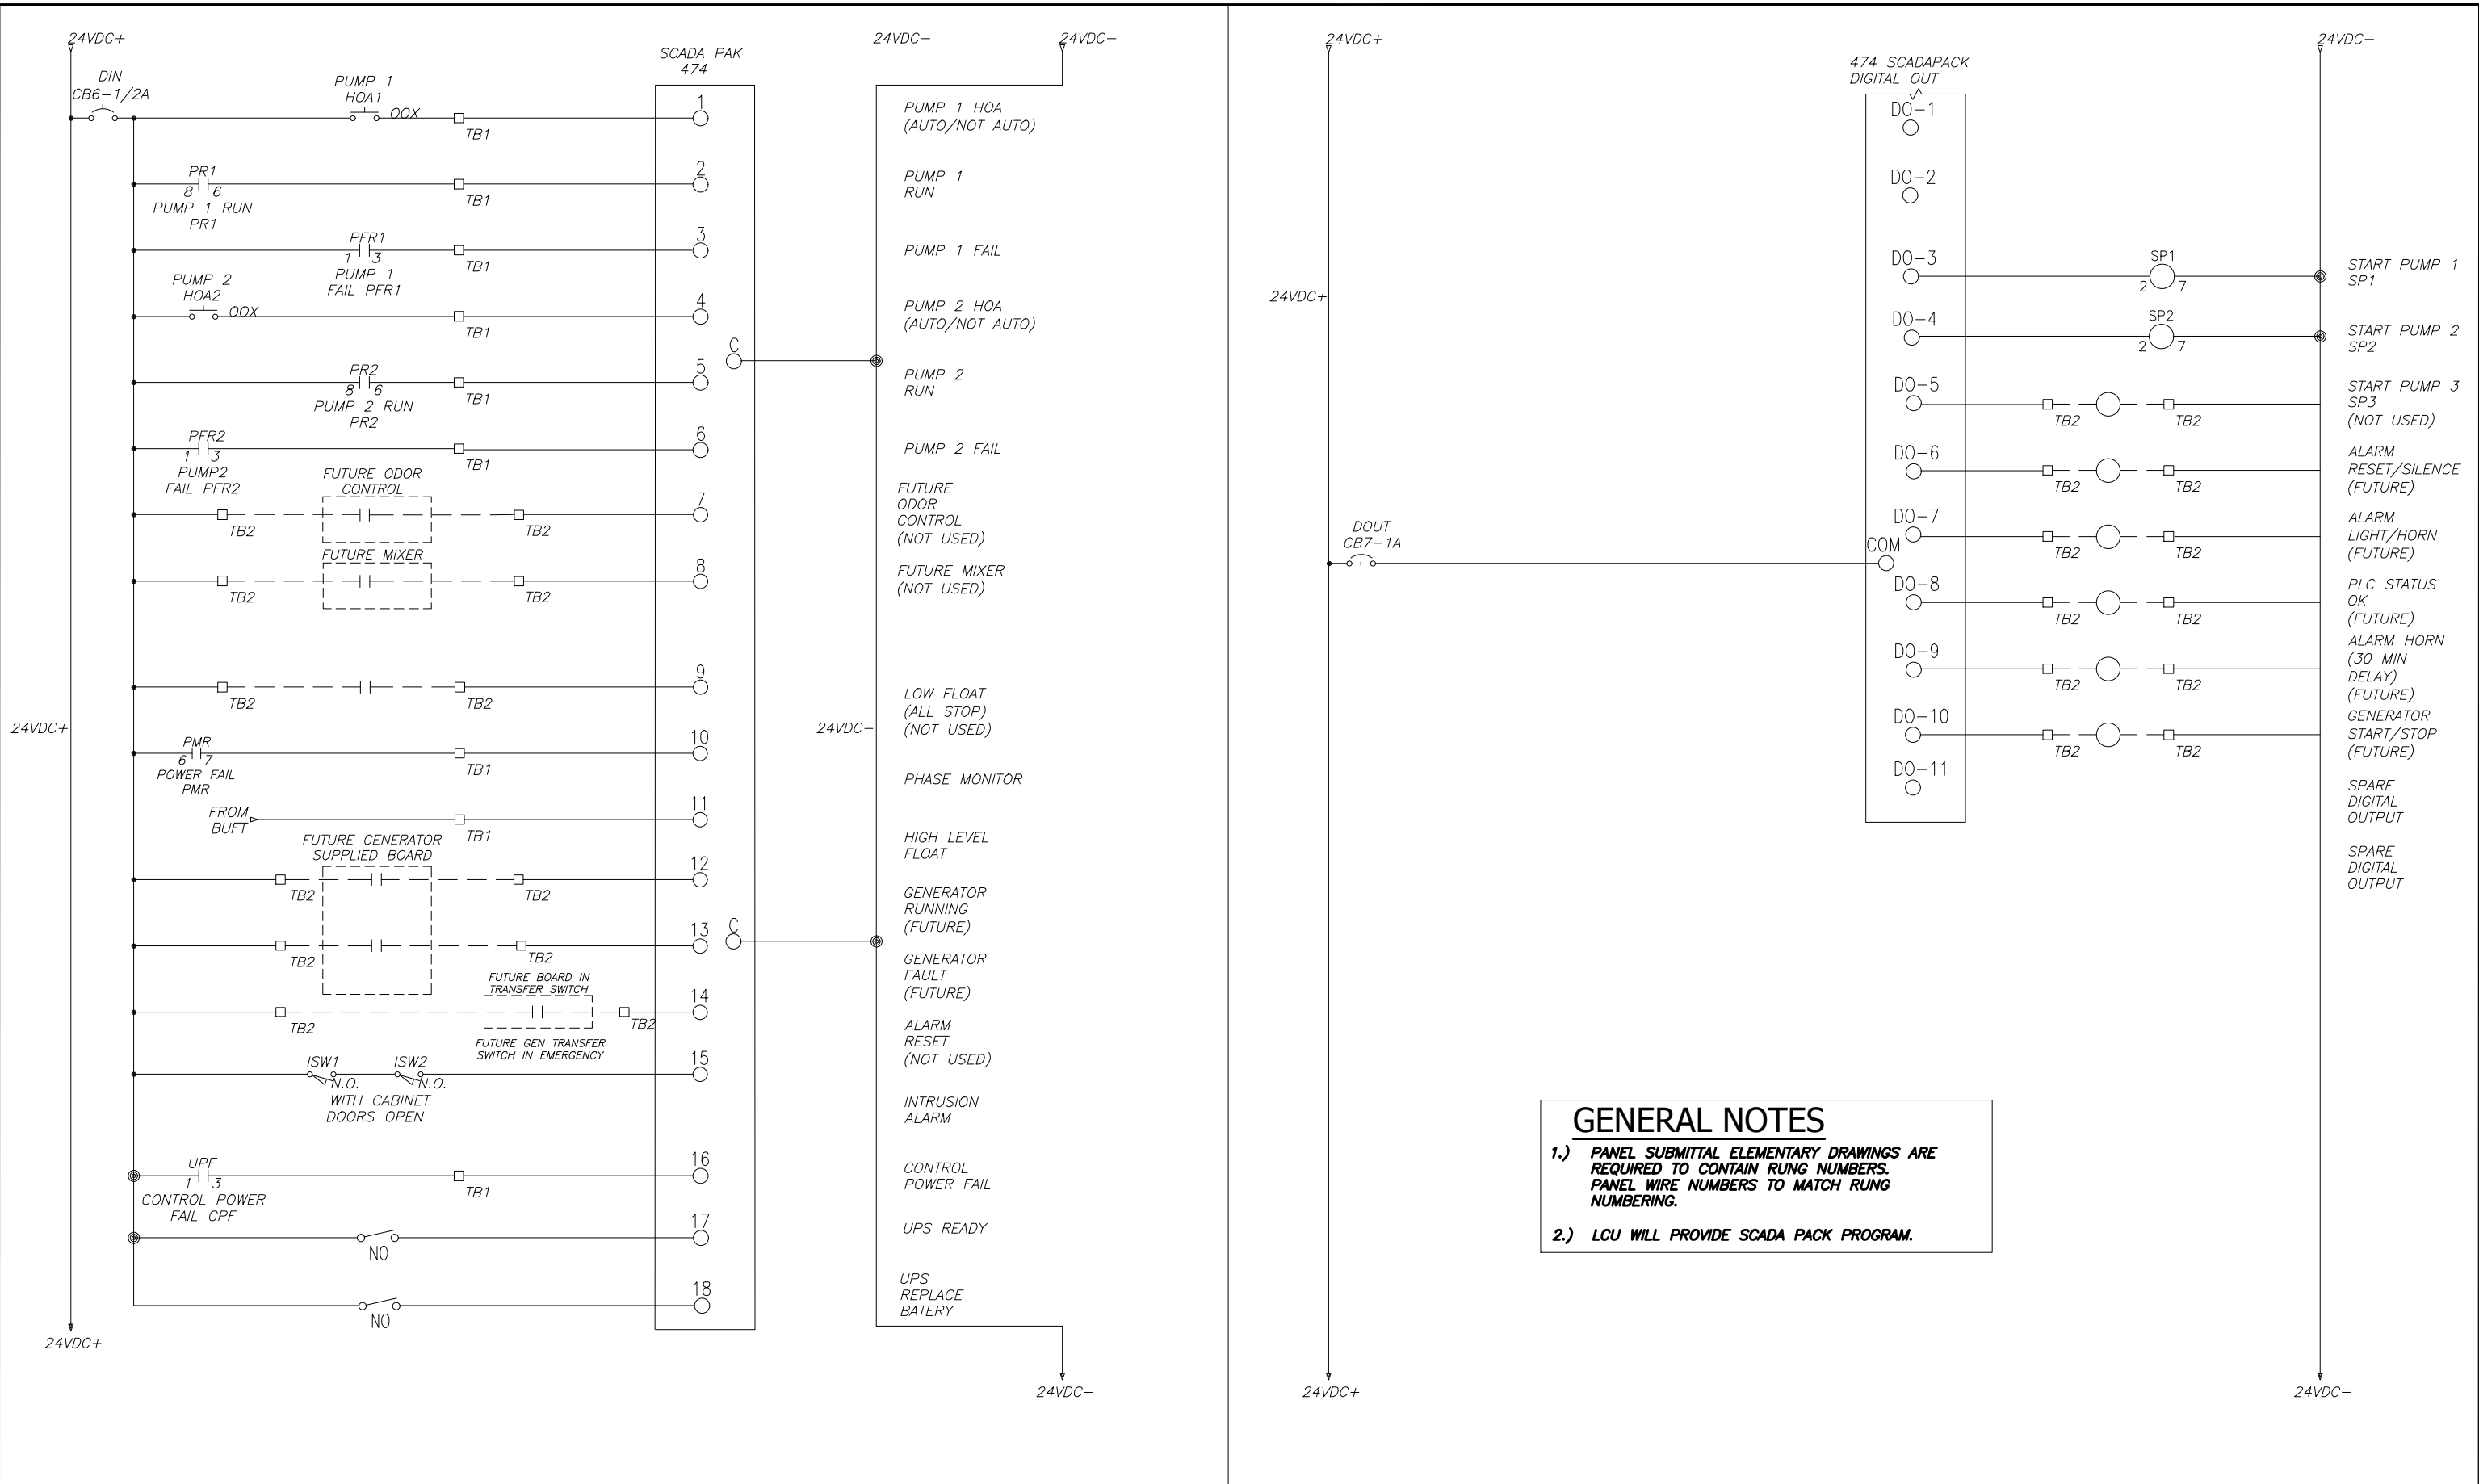 24VDC+
24VDC-
24VDC-
SCADA PAK
474
DIN
CB6-1/2A
PUMP 1
HOA1
OOX
TB1
1
PUMP 1 HOA
(AUTO/NOT AUTO)
PR1
8 6
PUMP 1 RUN
PR1
TB1
2
PUMP 1
RUN
PFR1
1 3
PUMP 1
FAIL PFR1
TB1
3
PUMP 1 FAIL
PUMP 2
HOA2
OOX
TB1
4
PUMP 2 HOA
(AUTO/NOT AUTO)
C
PR2
8 6
PUMP 2 RUN
PR2
TB1
5
PUMP 2
RUN
PFR2
1 3
PUMP2
FAIL PFR2
TB1
6
PUMP 2 FAIL
FUTURE ODOR
CONTROL
TB2
TB2
7
FUTURE
ODOR
CONTROL
(NOT USED)
FUTURE MIXER
TB2
TB2
8
FUTURE MIXER
(NOT USED)
TB2
TB2
9
LOW FLOAT
(ALL STOP)
(NOT USED)
24VDC+
24VDC-
PMR
6 7
POWER FAIL
PMR
TB1
10
PHASE MONITOR
FROM
BUFT
TB1
11
HIGH LEVEL
FLOAT
FUTURE GENERATOR
SUPPLIED BOARD
TB2
TB2
12
GENERATOR
RUNNING
(FUTURE)
TB2
TB2
13
C
GENERATOR
FAULT
(FUTURE)
FUTURE BOARD IN
TRANSFER SWITCH
TB2
TB2
14
FUTURE GEN TRANSFER
SWITCH IN EMERGENCY
ALARM
RESET
(NOT USED)
ISW1
ISW2
N.O.
N.O.
WITH CABINET
DOORS OPEN
15
INTRUSION
ALARM
UPF
1 3
CONTROL POWER
FAIL CPF
TB1
16
CONTROL
POWER FAIL
NO
17
UPS READY
NO
18
UPS
REPLACE
BATERY
24VDC+
24VDC-
24VDC+
24VDC-
474 SCADAPACK
DIGITAL OUT
DO-1
DO-2
DO-3
SP1
2 7
START PUMP 1
SP1
24VDC+
DO-4
SP2
2 7
START PUMP 2
SP2
DO-5
TB2
TB2
START PUMP 3
SP3
(NOT USED)
DO-6
TB2
TB2
ALARM
RESET/SILENCE
(FUTURE)
DO-7
TB2
TB2
ALARM
LIGHT/HORN
(FUTURE)
DOUT
CB7-1A
COM
DO-8
TB2
TB2
PLC STATUS
OK
(FUTURE)
DO-9
TB2
TB2
ALARM HORN
(30 MIN
DELAY)
(FUTURE)
DO-10
TB2
TB2
GENERATOR
START/STOP
(FUTURE)
DO-11
SPARE
DIGITAL
OUTPUT
SPARE
DIGITAL
OUTPUT
GENERAL NOTES
1.) PANEL SUBMITTAL ELEMENTARY DRAWINGS ARE
REQUIRED TO CONTAIN RUNG NUMBERS.
PANEL WIRE NUMBERS TO MATCH RUNG
NUMBERING.
2.) LCU WILL PROVIDE SCADA PACK PROGRAM.
24VDC+
24VDC-